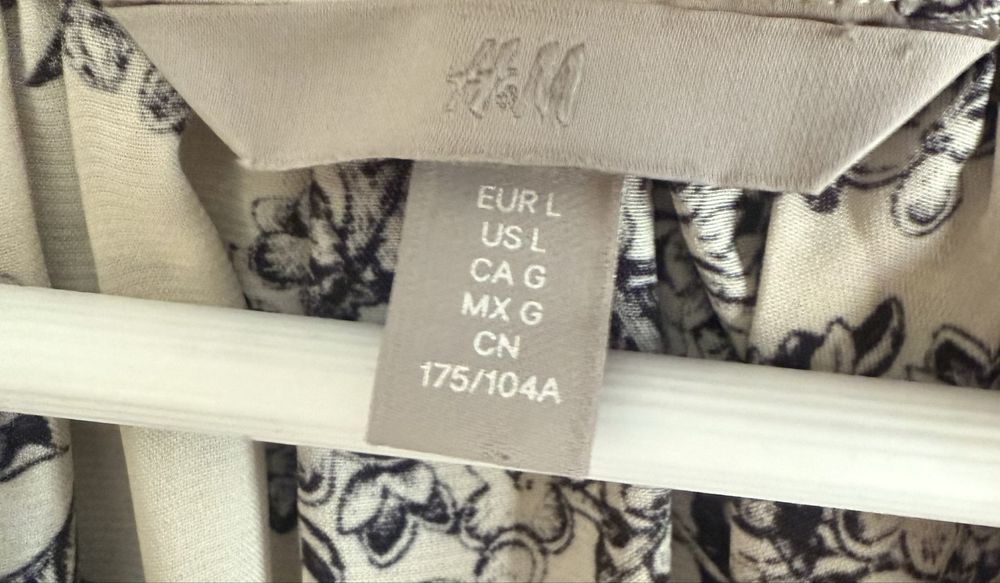 H&M
EUR L
US L
CA G
MX G
CN
175/104A